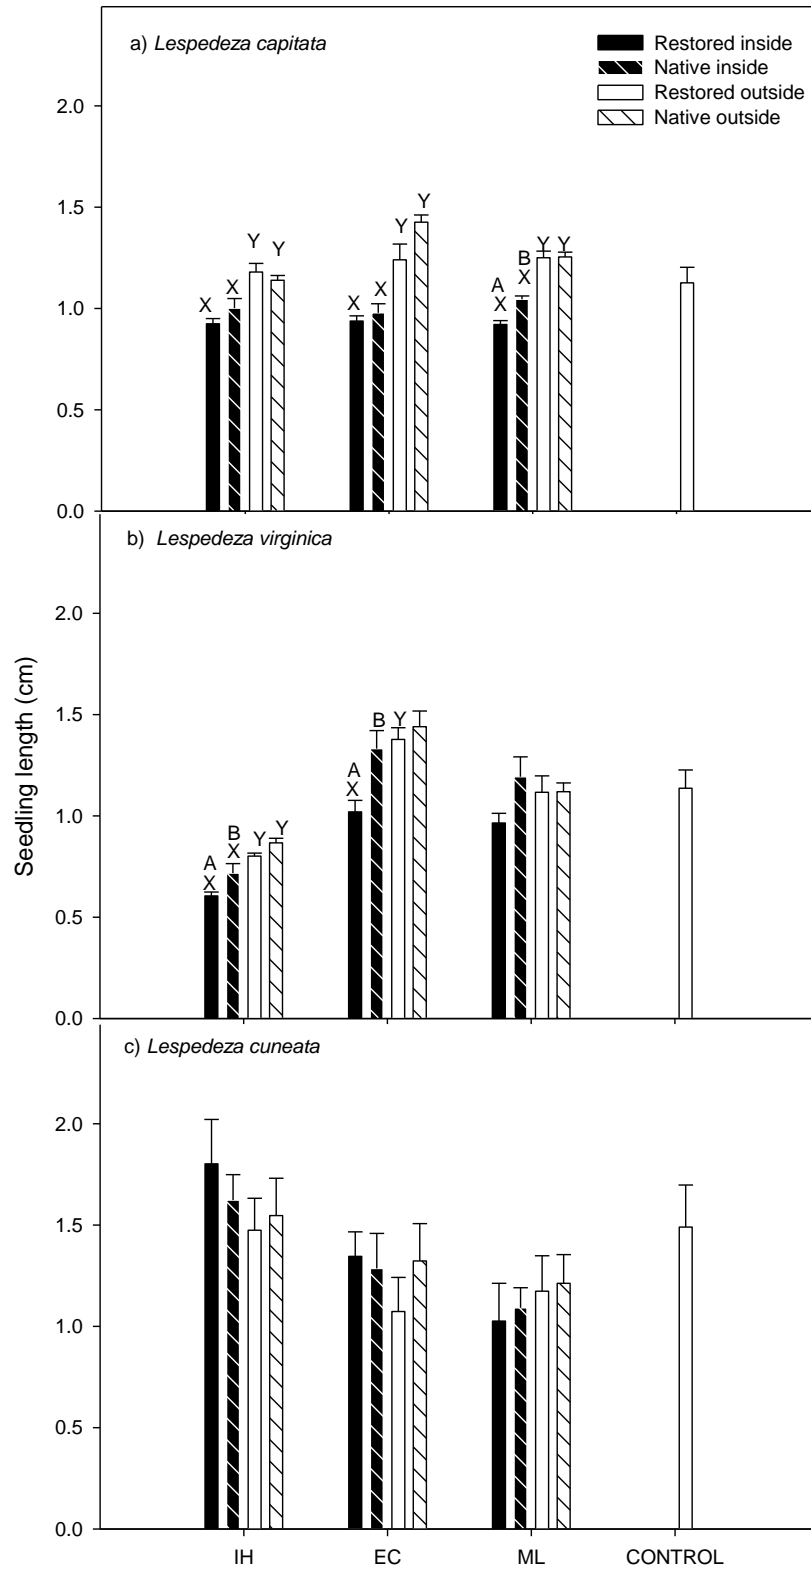 a) Lespedeza capitata
Restored inside
Native inside
Restored outside
Native outside
2.0
1.5
1.0
0.5
0.0
X X Y Y
X X Y Y
A X B X Y Y
b) Lespedeza virginica
2.0
1.5
1.0
0.5
0.0
A X B X Y Y
A X B Y
Seedling length (cm)
c) Lespedeza cuneata
2.0
1.5
1.0
0.5
0.0
IH EC ML CONTROL